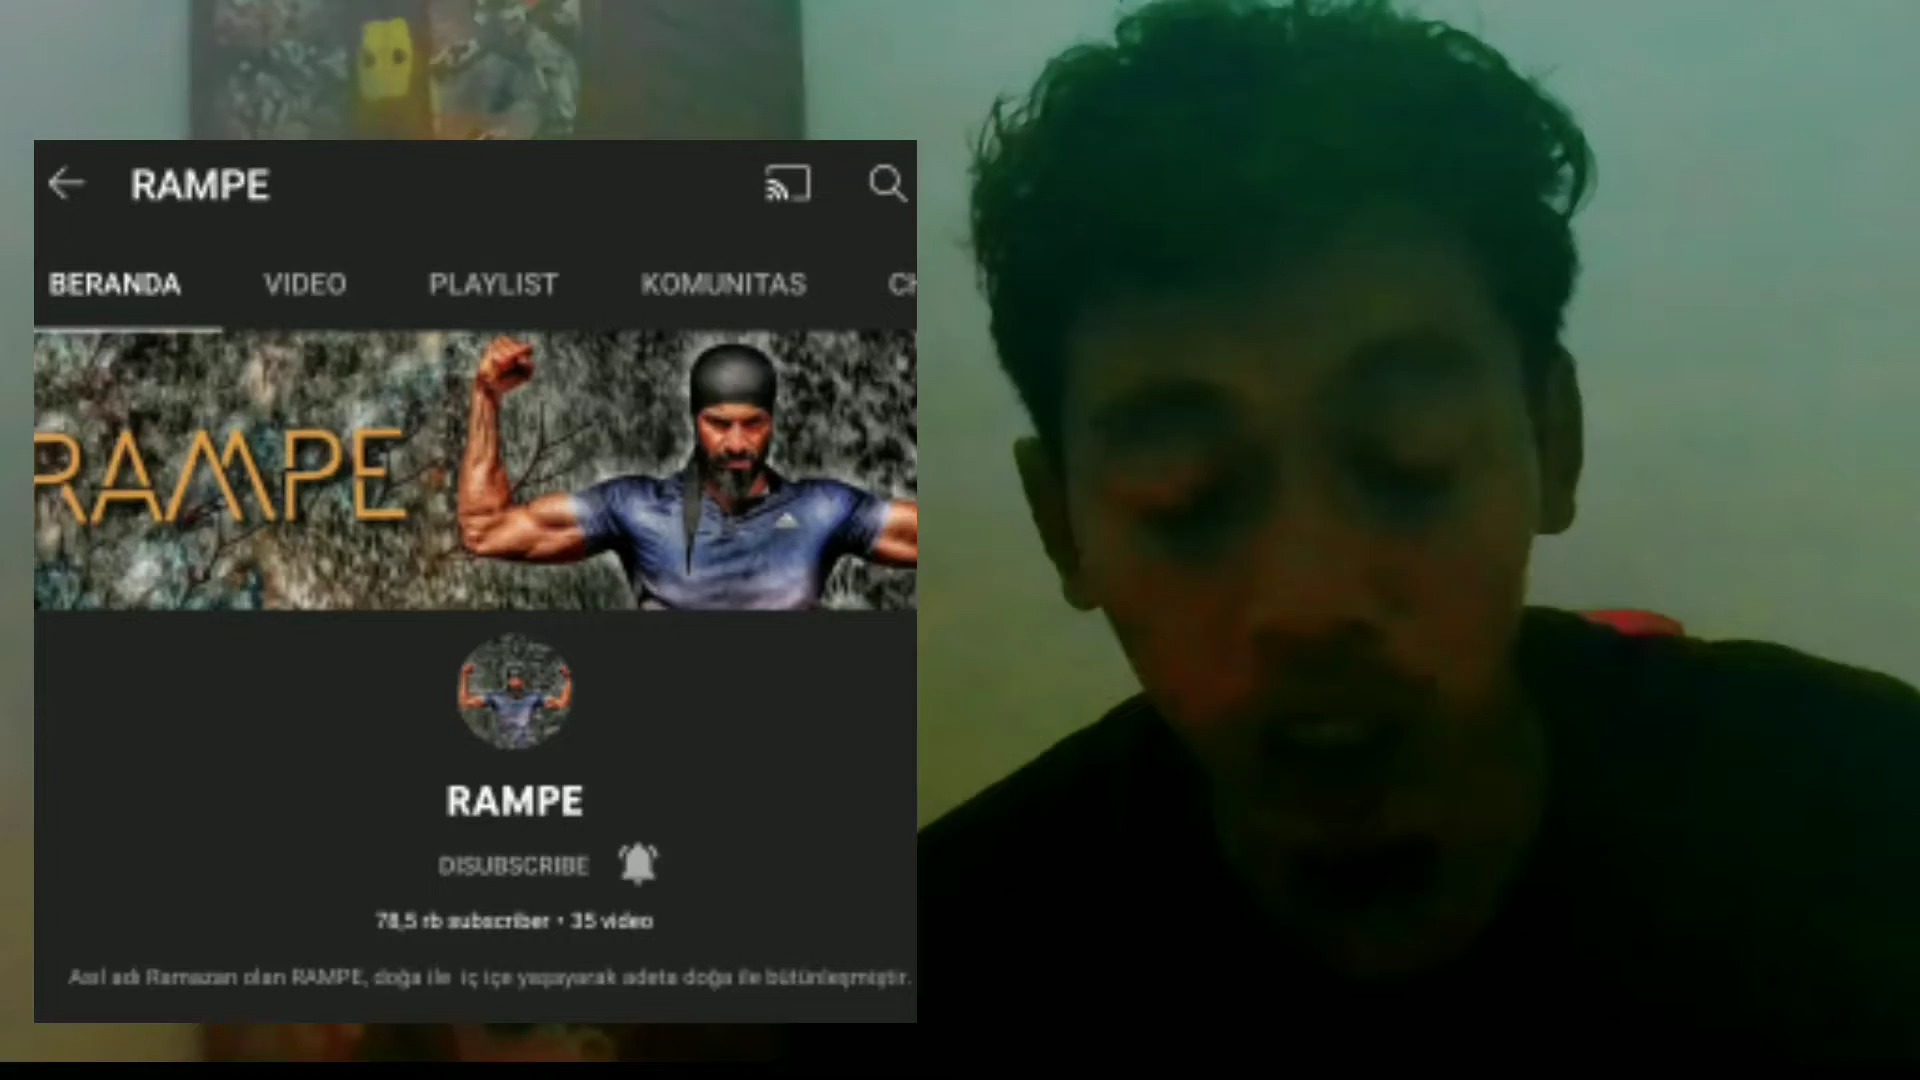 RAMPE
BERANDA VIDEO PLAYLIST KOMUNITAS CH
RAMPE
RAMPE
DISUBSCRIBE
78,5 rb subscriber • 35 video
Asıl adı Ramazan olan RAMPE, doğa ile iç içe yaşayarak adeta doğa ile bütünleşmiştir.